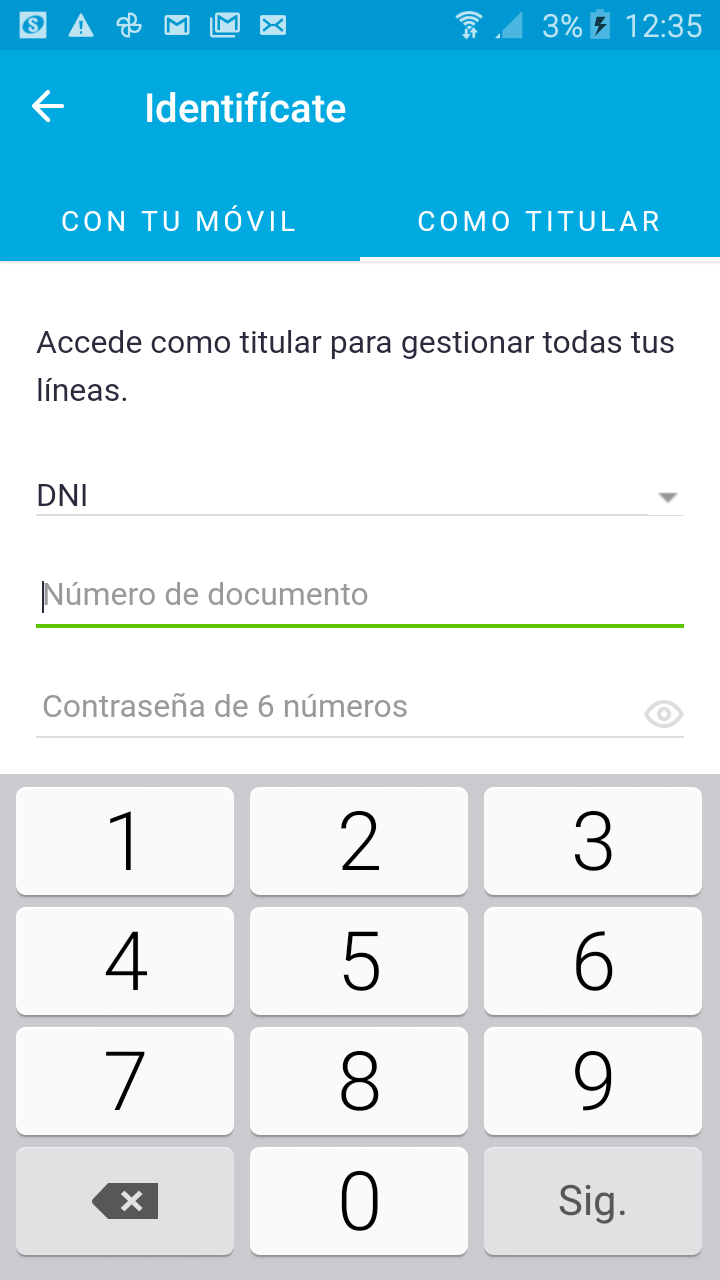 3% 12:35
Identifícate
CON TU MÓVIL COMO TITULAR
Accede como titular para gestionar todas tus
líneas.
DNI
Número de documento
Contraseña de 6 números
1 2 3
4 5 6
7 8 9
0 Sig.